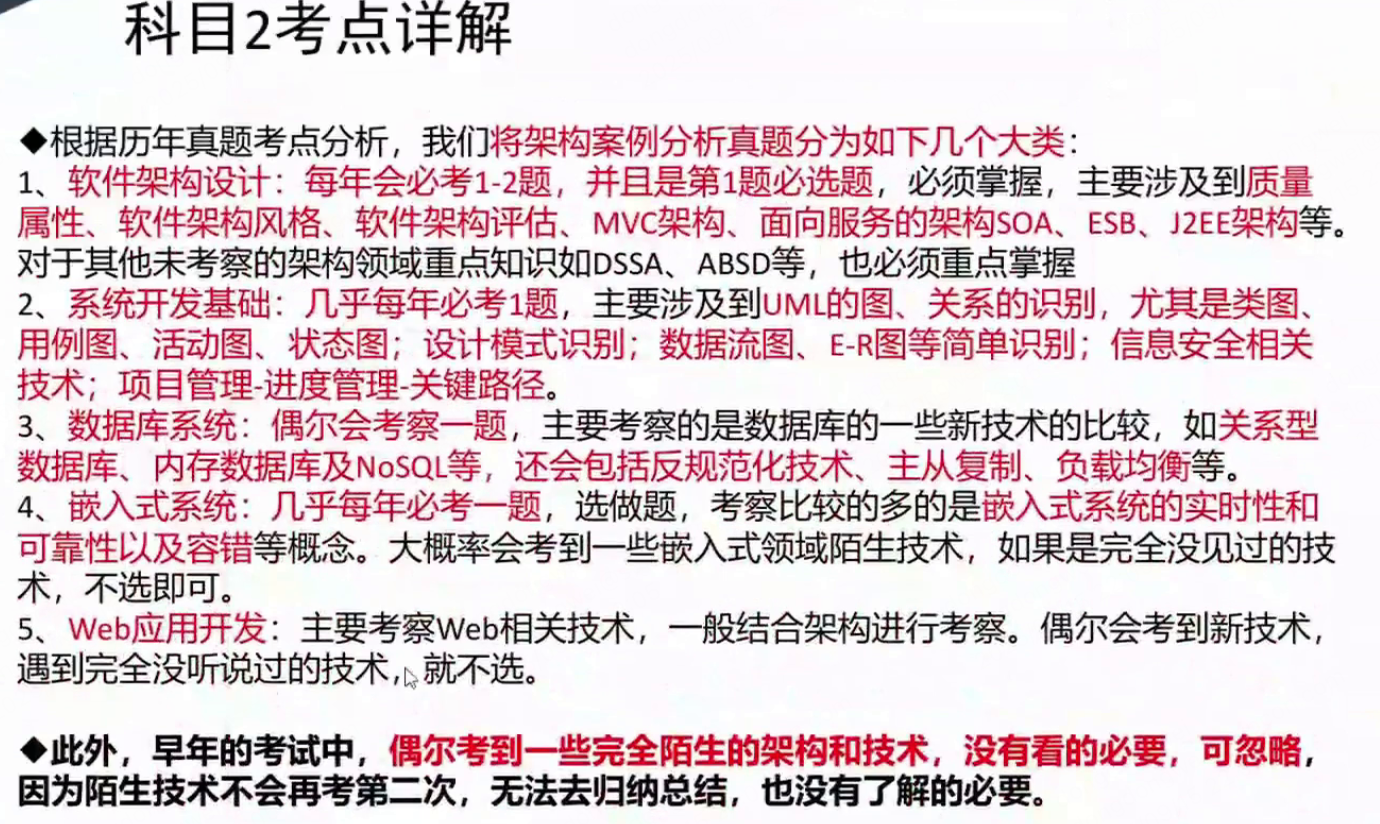 科目2考点详解
◆根据历年真题考点分析，我们将架构案例分析真题分为如下几个大类：
1、软件架构设计：每年会必考1-2题，并且是第1题必选题，必须掌握，主要涉及到质量
属性、软件架构风格、软件架构评估、MVC架构、面向服务的架构SOA、ESB、J2EE架构等。
对于其他未考察的架构领域重点知识如DSSA、ABSD等，也必须重点掌握
2、系统开发基础：几乎每年必考1题，主要涉及到UML的图、关系的识别，尤其是类图、
用例图、活动图、状态图；设计模式识别；数据流图、E-R图等简单识别；信息安全相关
技术；项目管理-进度管理-关键路径。
3、数据库系统：偶尔会考察一题，主要考察的是数据库的一些新技术的比较，如关系型
数据库、内存数据库及NoSQL等，还会包括反规范化技术、主从复制、负载均衡等。
4、嵌入式系统：几乎每年必考一题，选做题，考察比较的多的是嵌入式系统的实时性和
可靠性以及容错等概念。大概率会考到一些嵌入式领域陌生技术，如果是完全没见过的技
术，不选即可。
5、Web应用开发：主要考察Web相关技术，一般结合架构进行考察。偶尔会考到新技术，
遇到完全没听说过的技术，就不选。
◆此外，早年的考试中，偶尔考到一些完全陌生的架构和技术，没有看的必要，可忽略，
因为陌生技术不会再考第二次，无法去归纳总结，也没有了解的必要。